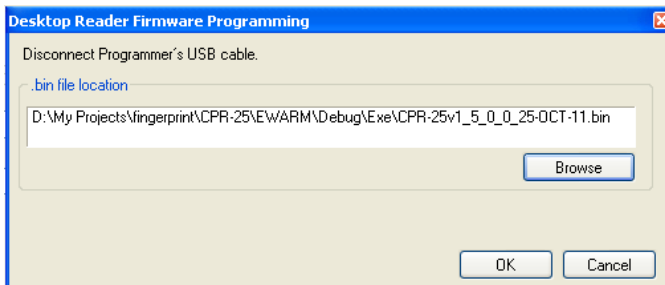 Desktop Reader Firmware Programming
Disconnect Programmer's USB cable.
.bin file location
D:\My Projects\fingerprint\CPR-25\EWARM\Debug\Exe\CPR-25v1_5_0_0_25-OCT-11.bin
Browse
OK Cancel